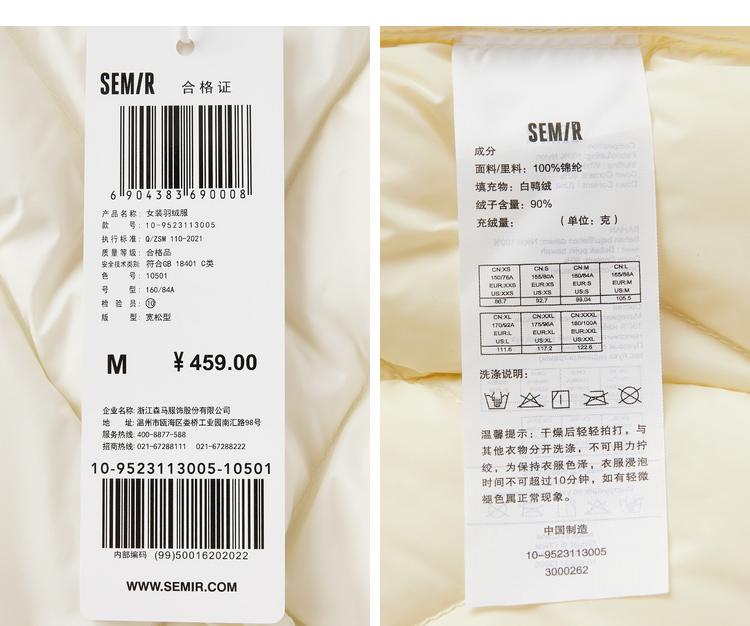 SEM/R 合格证
6 904383 690008
产品名称: 女装羽绒服
款 号: 10-9523113005
执行标准: Q/ZSM 110-2021
质量等级: 合格品
安全技术类别: 符合GB 18401 C类
色 号: 10501
号 型: 160/84A
检 验 员: 10
版 型: 宽松型
M ¥459.00
企业名称: 浙江森马服饰股份有限公司
地 址: 温州市瓯海区娄桥工业园南汇路98号
服务热线: 400-8877-588
招商热线: 021-67288111 021-67288222
10-9523113005-10501
内部编码 (99)50016202022
WWW.SEMIR.COM
SEM/R
成分
面料/里料: 100%锦纶
填充物: 白鸭绒
绒子含量: 90%
充绒量: (单位: 克)
CN:XS CN:S CN:M CN:L
150/76A 155/80A 160/84A 165/88A
EUR:XXS EUR:XS EUR:S EUR:M
US:XXS US:XS US:S US:M
86.7 92.7 99.04 105.5
CN:XL CN:XXL CN:XXXL
170/92A 175/96A 180/100A
EUR:L EUR:XL EUR:XXL
US:L US:XL US:XXL
111.6 117.2 122.6
洗涤说明:
温馨提示: 干燥后轻轻拍打, 与
其他衣物分开洗涤, 不可用力拧
绞, 为保持衣服色泽, 衣服浸泡
时间不可超过10分钟, 如有轻微
褪色属正常现象。
中国制造
10-9523113005
3000262